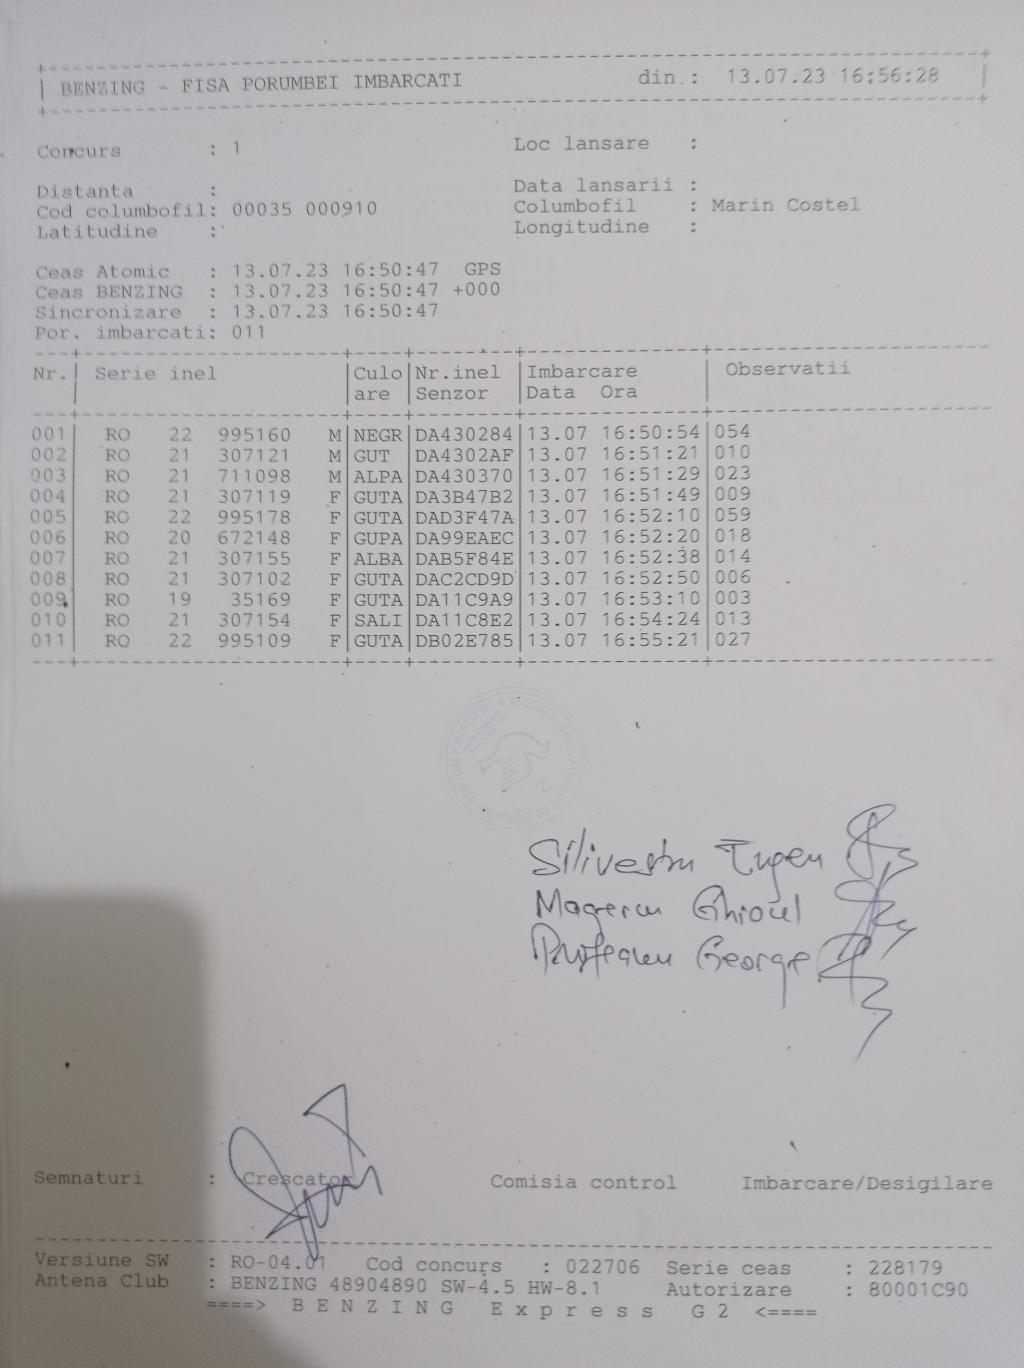 BENZING - FISA PORUMBEI IMBARCATI din.: 13.07.23 16:56:28
Concurs : 1 Loc lansare :
Distanta : Data lansarii :
Cod columbofil: 00035 000910 Columbofil : Marin Costel
Latitudine : Longitudine :
Ceas Atomic : 13.07.23 16:50:47 GPS
Ceas BENZING : 13.07.23 16:50:47 +000
Sincronizare : 13.07.23 16:50:47
Por. imbarcati: 011
Nr. Serie inel Culo Nr.inel Imbarcare Observatii
are Senzor Data Ora
001 RO 22 995160 M NEGR DA430284 13.07 16:50:54 054
002 RO 21 307121 M GUT DA4302AF 13.07 16:51:21 010
003 RO 21 711098 M ALPA DA430370 13.07 16:51:29 023
004 RO 21 307119 F GUTA DA3B47B2 13.07 16:51:49 009
005 RO 22 995178 F GUTA DAD3F47A 13.07 16:52:10 059
006 RO 20 672148 F GUPA DA99EAEC 13.07 16:52:20 018
007 RO 21 307155 F ALBA DAB5F84E 13.07 16:52:38 014
008 RO 21 307102 F GUTA DAC2CD9D 13.07 16:52:50 006
009 RO 19 35169 F GUTA DA11C9A9 13.07 16:53:10 003
010 RO 21 307154 F SALI DA11C8E2 13.07 16:54:24 013
011 RO 22 995109 F GUTA DB02E785 13.07 16:55:21 027
Silivestru Eugen
Mageru
George
Semnaturi : Crescator Comisia control Imbarcare/Desigilare
Versiune SW : RO-04.01 Cod concurs : 022706 Serie ceas : 228179
Antena Club : BENZING 48904890 SW-4.5 HW-8.1 Autorizare : 80001C90
====> B E N Z I N G E x p r e s s G 2 <====